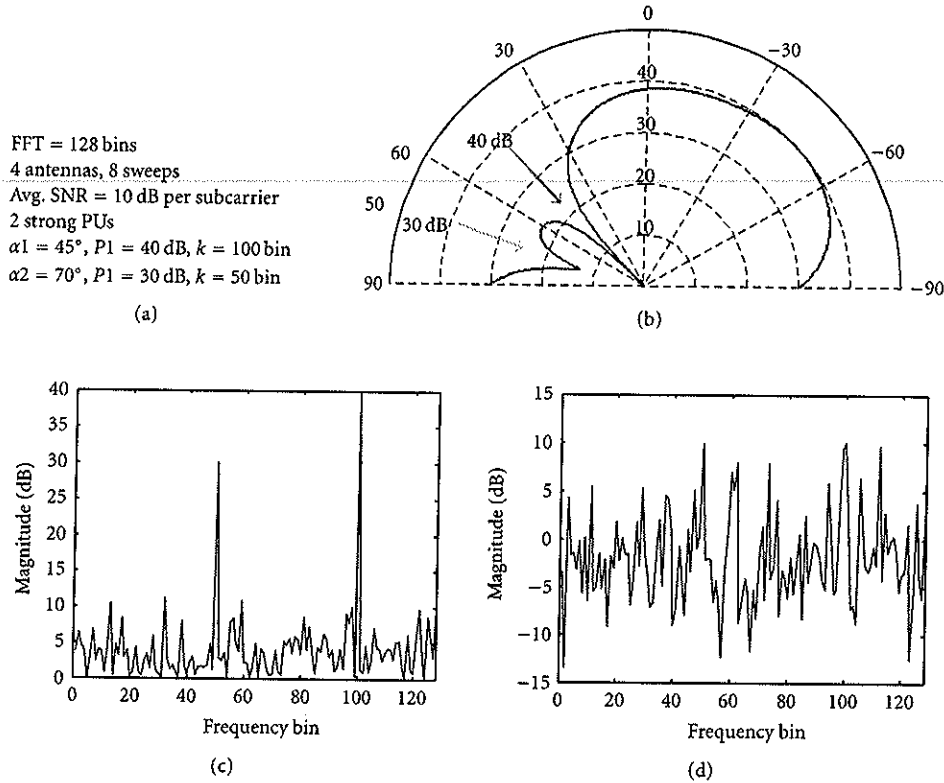 FFT = 128 bins
4 antennas, 8 sweeps
Avg. SNR = 10 dB per subcarrier
2 strong PUs
α1 = 45°, P1 = 40 dB, k = 100 bin
α2 = 70°, P1 = 30 dB, k = 50 bin
(a)
0
30
−30
40
60
40 dB
30
−60
50
20
30 dB
10
90
−90
(b)
40
35
30
25
20
15
10
5
0
Magnitude (dB)
0 20 40 60 80 100 120
Frequency bin
(c)
15
10
5
0
−5
−10
−15
Magnitude (dB)
0 20 40 60 80 100 120
Frequency bin
(d)